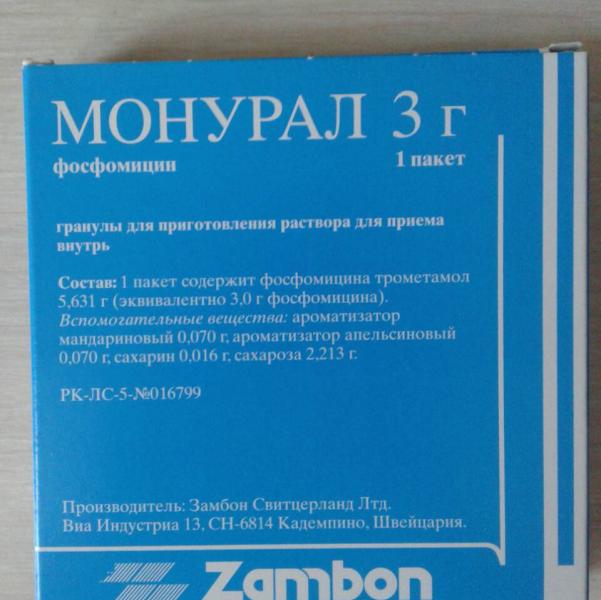 МОНУРАЛ 3 г
фосфомицин
1 пакет
гранулы для приготовления раствора для приема
внутрь
Состав: 1 пакет содержит фосфомицина трометамол
5,631 г (эквивалентно 3,0 г фосфомицина).
Вспомогательные вещества: ароматизатор
мандариновый 0,070 г, ароматизатор апельсиновый
0,070 г, сахарин 0,016 г, сахароза 2,213 г.
РК-ЛС-5-№016799
Производитель: Замбон Свитцерланд Лтд.
Виа Индустриа 13, CH-6814 Кадемпино, Швейцария.
Zambon